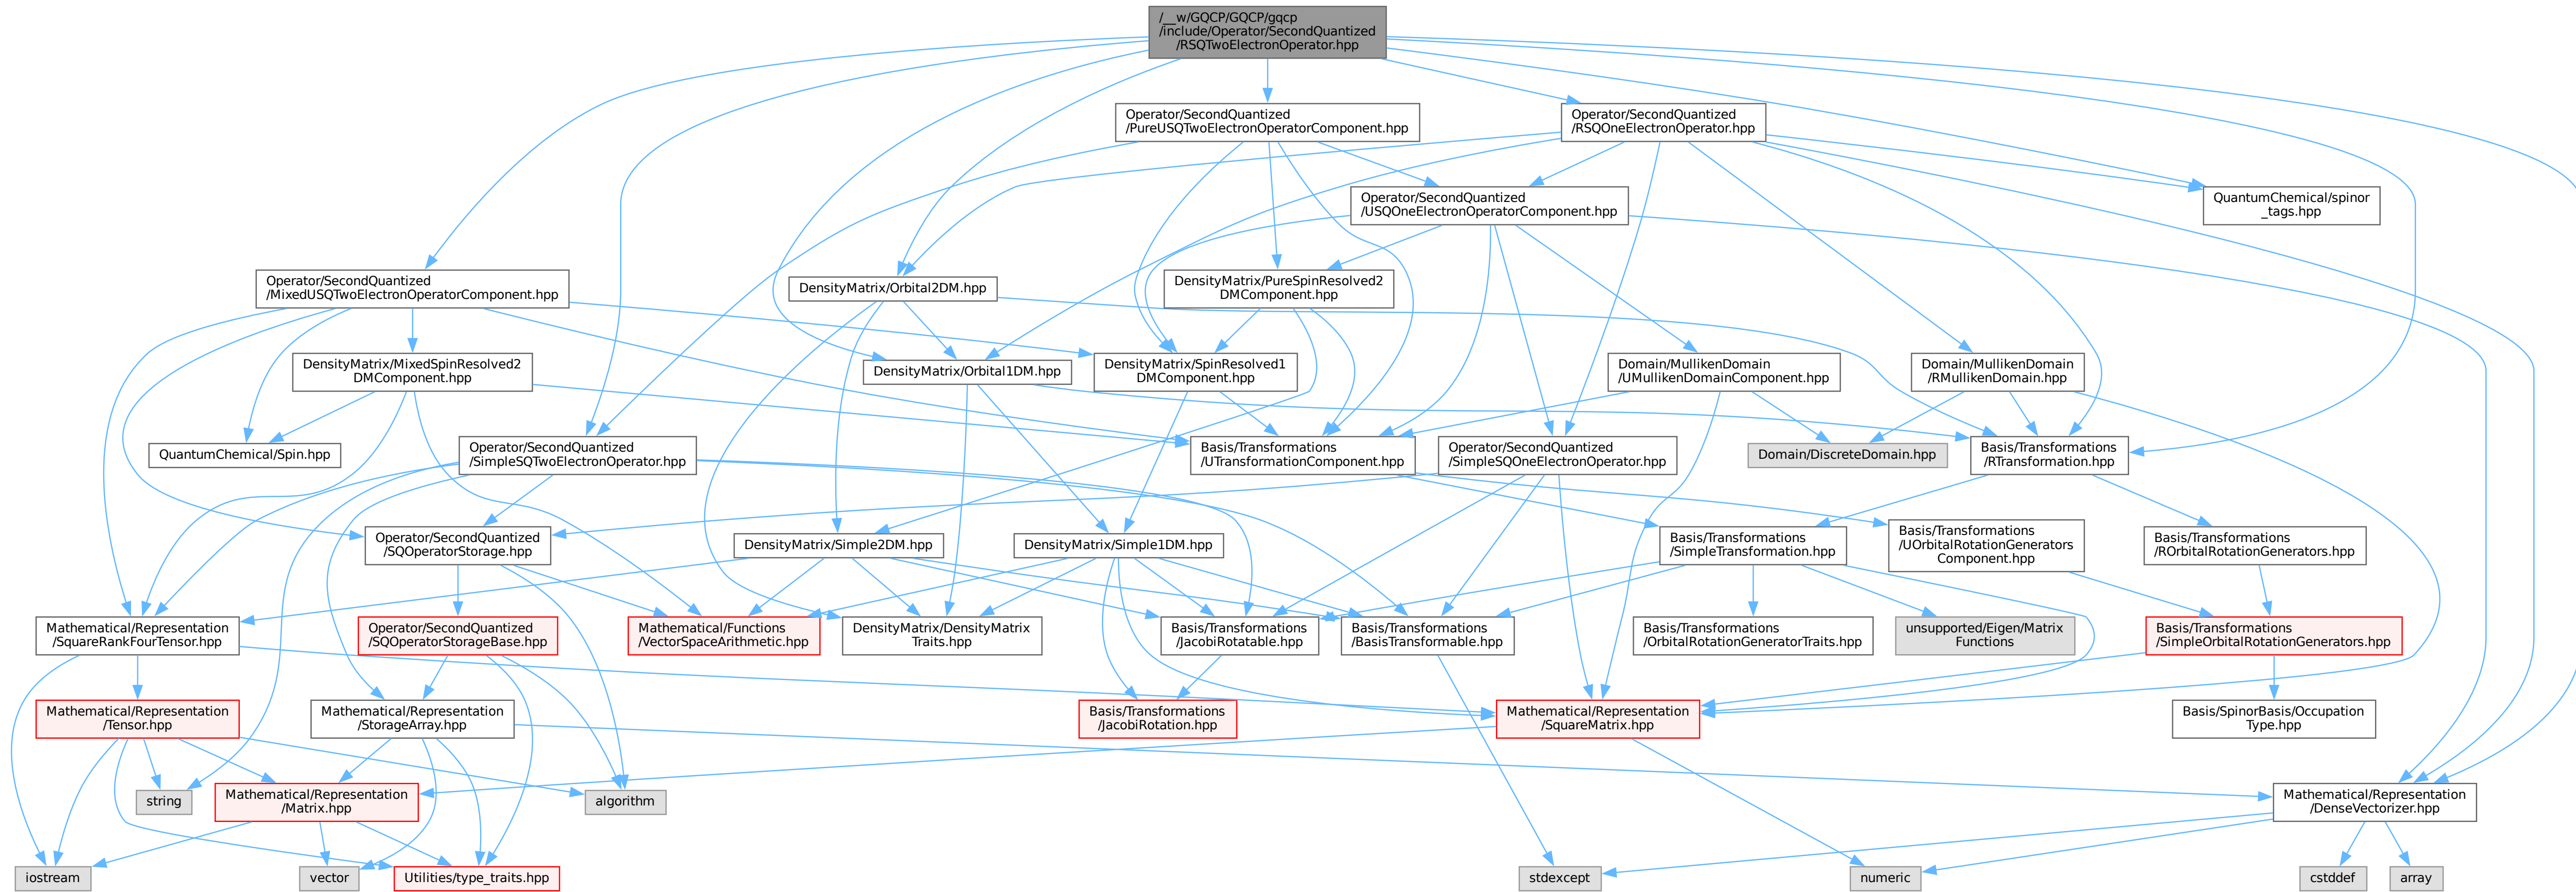 /__w/GQCP/GQCP/gqcp
/include/Operator/SecondQuantized
/RSQTwoElectronOperator.hpp
Operator/SecondQuantized
/PureUSQTwoElectronOperatorComponent.hpp
Operator/SecondQuantized
/RSQOneElectronOperator.hpp
Operator/SecondQuantized
/USQOneElectronOperatorComponent.hpp
QuantumChemical/spinor
_tags.hpp
Operator/SecondQuantized
/MixedUSQTwoElectronOperatorComponent.hpp
DensityMatrix/Orbital2DM.hpp
DensityMatrix/PureSpinResolved2
DMComponent.hpp
DensityMatrix/MixedSpinResolved2
DMComponent.hpp
DensityMatrix/Orbital1DM.hpp
DensityMatrix/SpinResolved1
DMComponent.hpp
Domain/MullikenDomain
/UMullikenDomainComponent.hpp
Domain/MullikenDomain
/RMullikenDomain.hpp
QuantumChemical/Spin.hpp
Operator/SecondQuantized
/SimpleSQTwoElectronOperator.hpp
Basis/Transformations
/UTransformationComponent.hpp
Operator/SecondQuantized
/SimpleSQOneElectronOperator.hpp
Domain/DiscreteDomain.hpp
Basis/Transformations
/RTransformation.hpp
Operator/SecondQuantized
/SQOperatorStorage.hpp
DensityMatrix/Simple2DM.hpp
DensityMatrix/Simple1DM.hpp
Basis/Transformations
/SimpleTransformation.hpp
Basis/Transformations
/UOrbitalRotationGenerators
Component.hpp
Basis/Transformations
/ROrbitalRotationGenerators.hpp
Mathematical/Representation
/SquareRankFourTensor.hpp
Operator/SecondQuantized
/SQOperatorStorageBase.hpp
Mathematical/Functions
/VectorSpaceArithmetic.hpp
DensityMatrix/DensityMatrix
Traits.hpp
Basis/Transformations
/JacobiRotatable.hpp
Basis/Transformations
/BasisTransformable.hpp
Basis/Transformations
/OrbitalRotationGeneratorTraits.hpp
unsupported/Eigen/Matrix
Functions
Basis/Transformations
/SimpleOrbitalRotationGenerators.hpp
Mathematical/Representation
/Tensor.hpp
Mathematical/Representation
/StorageArray.hpp
Basis/Transformations
/JacobiRotation.hpp
Mathematical/Representation
/SquareMatrix.hpp
Basis/SpinorBasis/Occupation
Type.hpp
string
Mathematical/Representation
/Matrix.hpp
algorithm
Mathematical/Representation
/DenseVectorizer.hpp
iostream
vector
Utilities/type_traits.hpp
stdexcept
numeric
cstddef
array